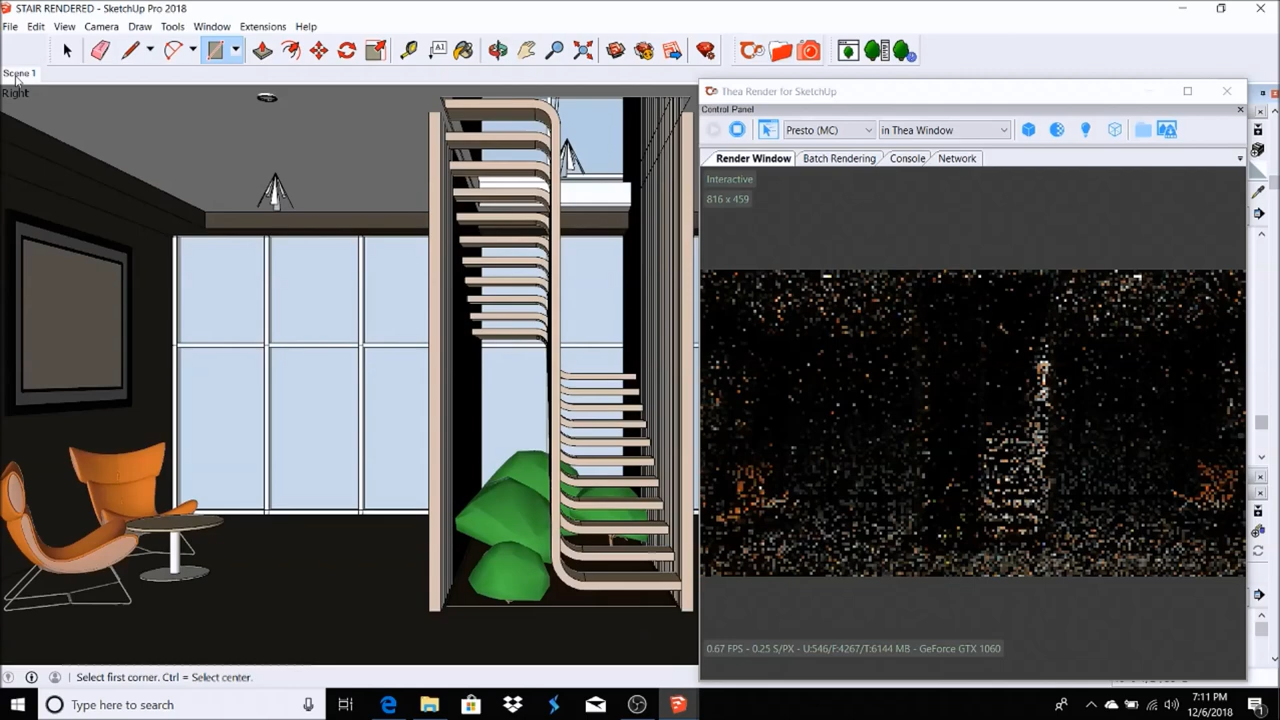 STAIR RENDERED - SketchUp Pro 2018
File Edit View Camera Draw Tools Window Extensions Help
Scene 1
Right
Thea Render for SketchUp
Control Panel
Presto (MC) in Thea Window
Render Window Batch Rendering Console Network
Interactive
816 x 459
0.67 FPS - 0.25 S/PX - U:546/F:4267/T:6144 MB - GeForce GTX 1060
Select first corner. Ctrl = Select center.
Type here to search
7:11 PM
12/6/2018